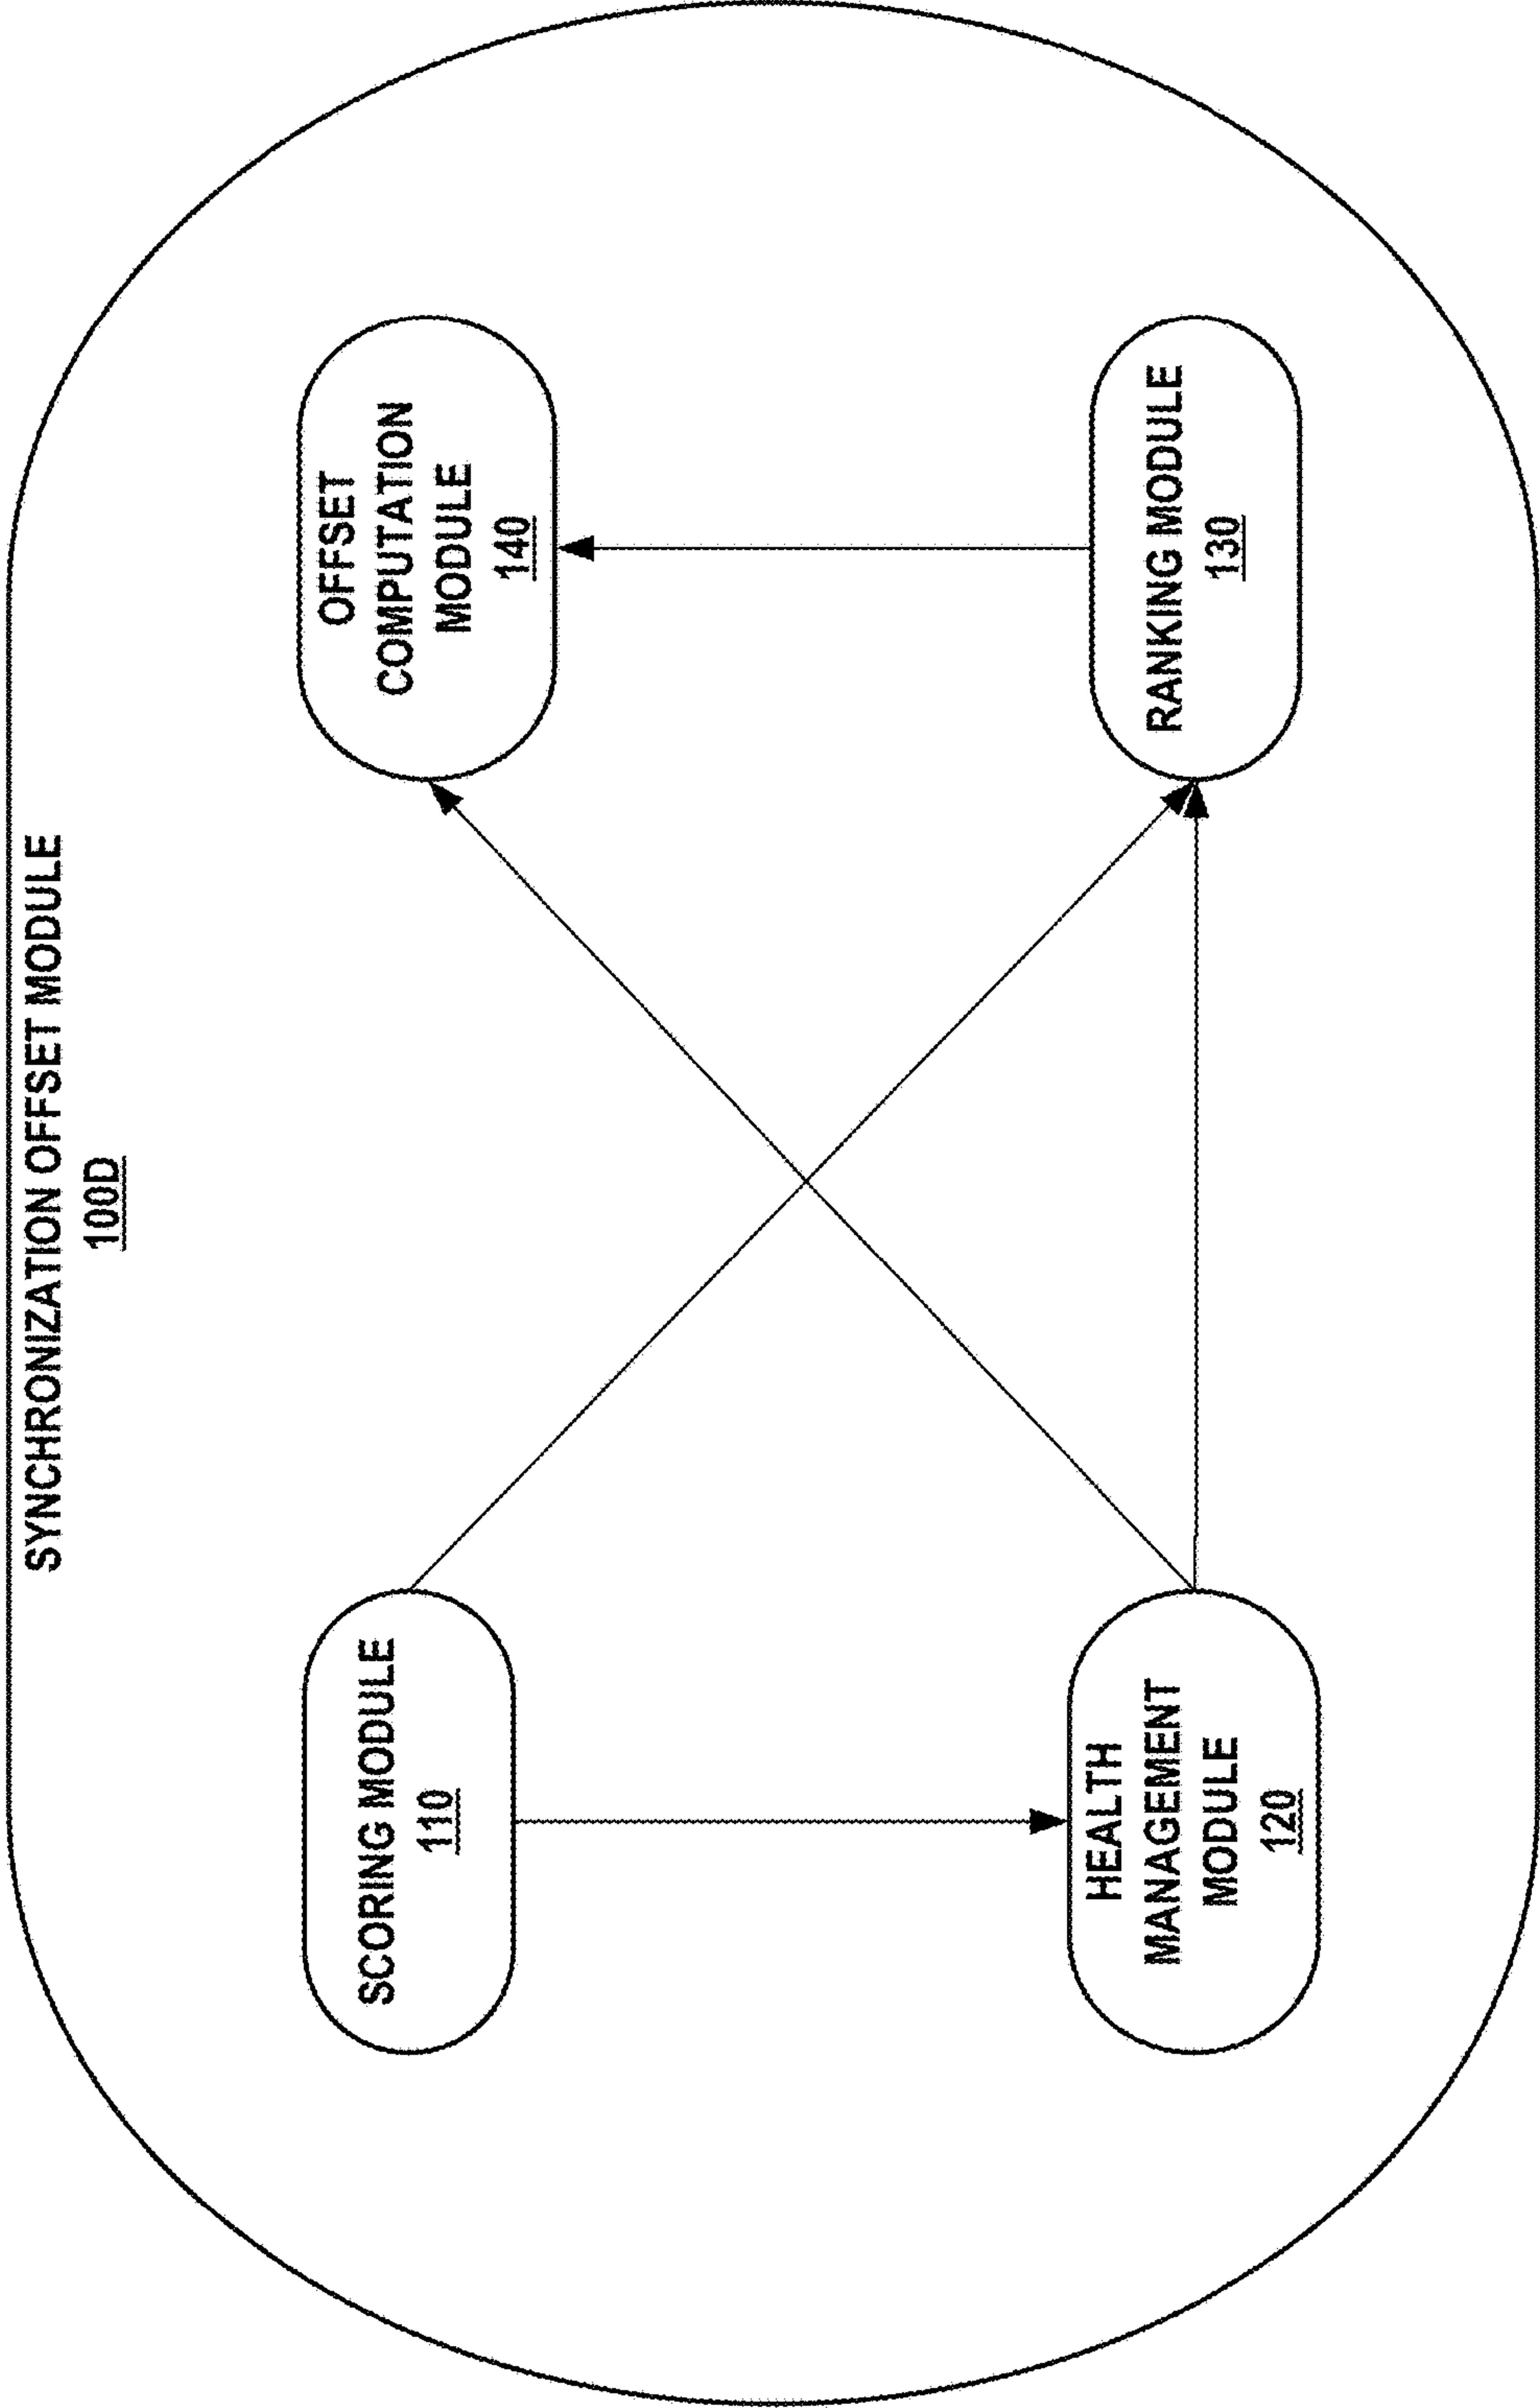 SYNCHRONIZATION OFFSET MODULE
100D
SCORING MODULE
110
OFFSET
COMPUTATION
MODULE
140
HEALTH
MANAGEMENT
MODULE
120
RANKING MODULE
130